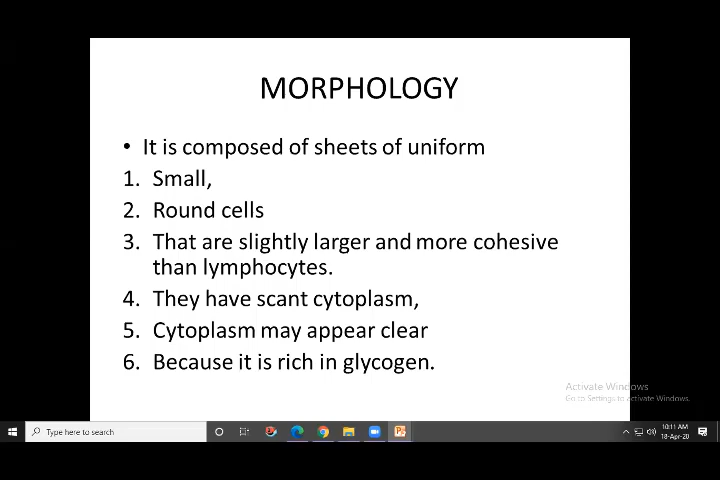 MORPHOLOGY
• It is composed of sheets of uniform
1. Small,
2. Round cells
3. That are slightly larger and more cohesive
than lymphocytes.
4. They have scant cytoplasm,
5. Cytoplasm may appear clear
6. Because it is rich in glycogen.
Activate Windows
Go to Settings to activate Windows.
Type here to search
10:11 AM
18-Apr-20